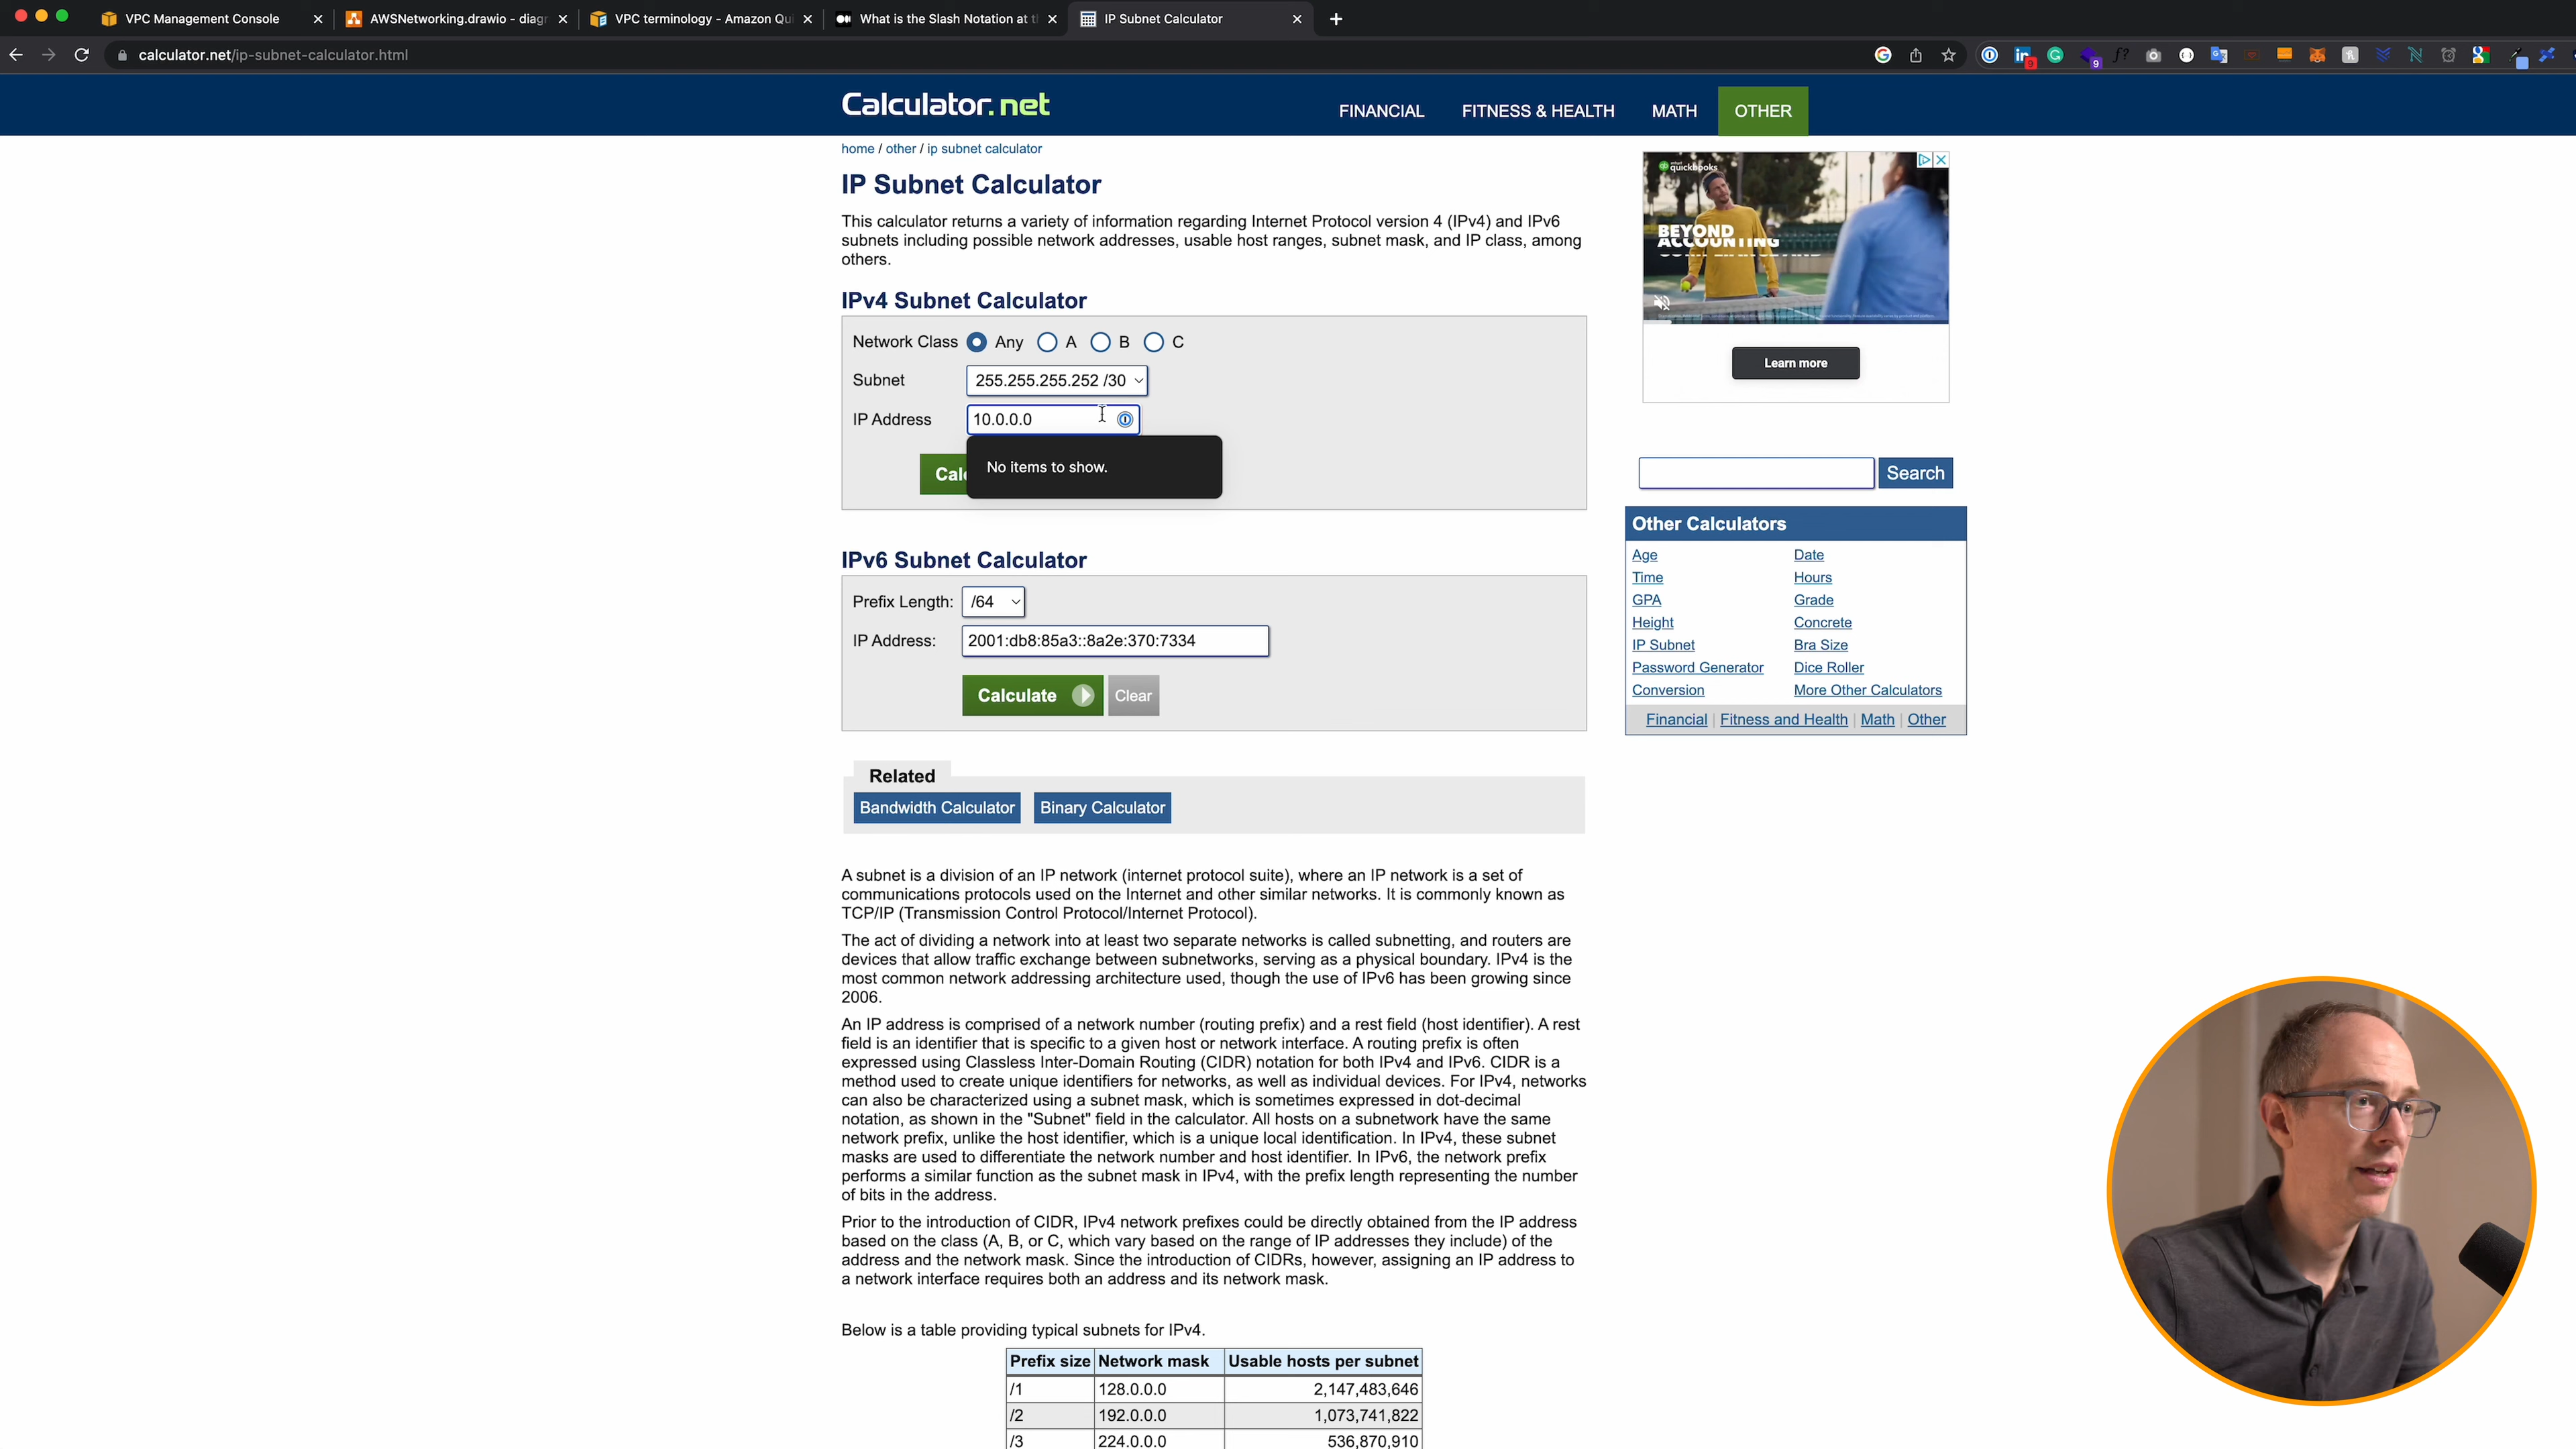 VPC Management Console
AWSNetworking.drawio - diagr
VPC terminology - Amazon Qui
What is the Slash Notation at t
IP Subnet Calculator
calculator.net/ip-subnet-calculator.html
Calculator.net
FINANCIAL
FITNESS & HEALTH
MATH
OTHER
home / other / ip subnet calculator
IP Subnet Calculator
This calculator returns a variety of information regarding Internet Protocol version 4 (IPv4) and IPv6
subnets including possible network addresses, usable host ranges, subnet mask, and IP class, among
others.
quickbooks
BEYOND
ACCOUNTING
Learn more
IPv4 Subnet Calculator
Network Class Any A B C
Subnet 255.255.255.252 /30
IP Address 10.0.0.0
No items to show.
Calc
Search
IPv6 Subnet Calculator
Prefix Length: /64
IP Address: 2001:db8:85a3::8a2e:370:7334
Calculate
Clear
Other Calculators
Age Date
Time Hours
GPA Grade
Height Concrete
IP Subnet Bra Size
Password Generator Dice Roller
Conversion More Other Calculators
Financial | Fitness and Health | Math | Other
Related
Bandwidth Calculator
Binary Calculator
A subnet is a division of an IP network (internet protocol suite), where an IP network is a set of
communications protocols used on the Internet and other similar networks. It is commonly known as
TCP/IP (Transmission Control Protocol/Internet Protocol).
The act of dividing a network into at least two separate networks is called subnetting, and routers are
devices that allow traffic exchange between subnetworks, serving as a physical boundary. IPv4 is the
most common network addressing architecture used, though the use of IPv6 has been growing since
2006.
An IP address is comprised of a network number (routing prefix) and a rest field (host identifier). A rest
field is an identifier that is specific to a given host or network interface. A routing prefix is often
expressed using Classless Inter-Domain Routing (CIDR) notation for both IPv4 and IPv6. CIDR is a
method used to create unique identifiers for networks, as well as individual devices. For IPv4, networks
can also be characterized using a subnet mask, which is sometimes expressed in dot-decimal
notation, as shown in the "Subnet" field in the calculator. All hosts on a subnetwork have the same
network prefix, unlike the host identifier, which is a unique local identification. In IPv4, these subnet
masks are used to differentiate the network number and host identifier. In IPv6, the network prefix
performs a similar function as the subnet mask in IPv4, with the prefix length representing the number
of bits in the address.
Prior to the introduction of CIDR, IPv4 network prefixes could be directly obtained from the IP address
based on the class (A, B, or C, which vary based on the range of IP addresses they include) of the
address and the network mask. Since the introduction of CIDRs, however, assigning an IP address to
a network interface requires both an address and its network mask.
Below is a table providing typical subnets for IPv4.
Prefix size Network mask Usable hosts per subnet
/1 128.0.0.0 2,147,483,646
/2 192.0.0.0 1,073,741,822
/3 224.0.0.0 536,870,910